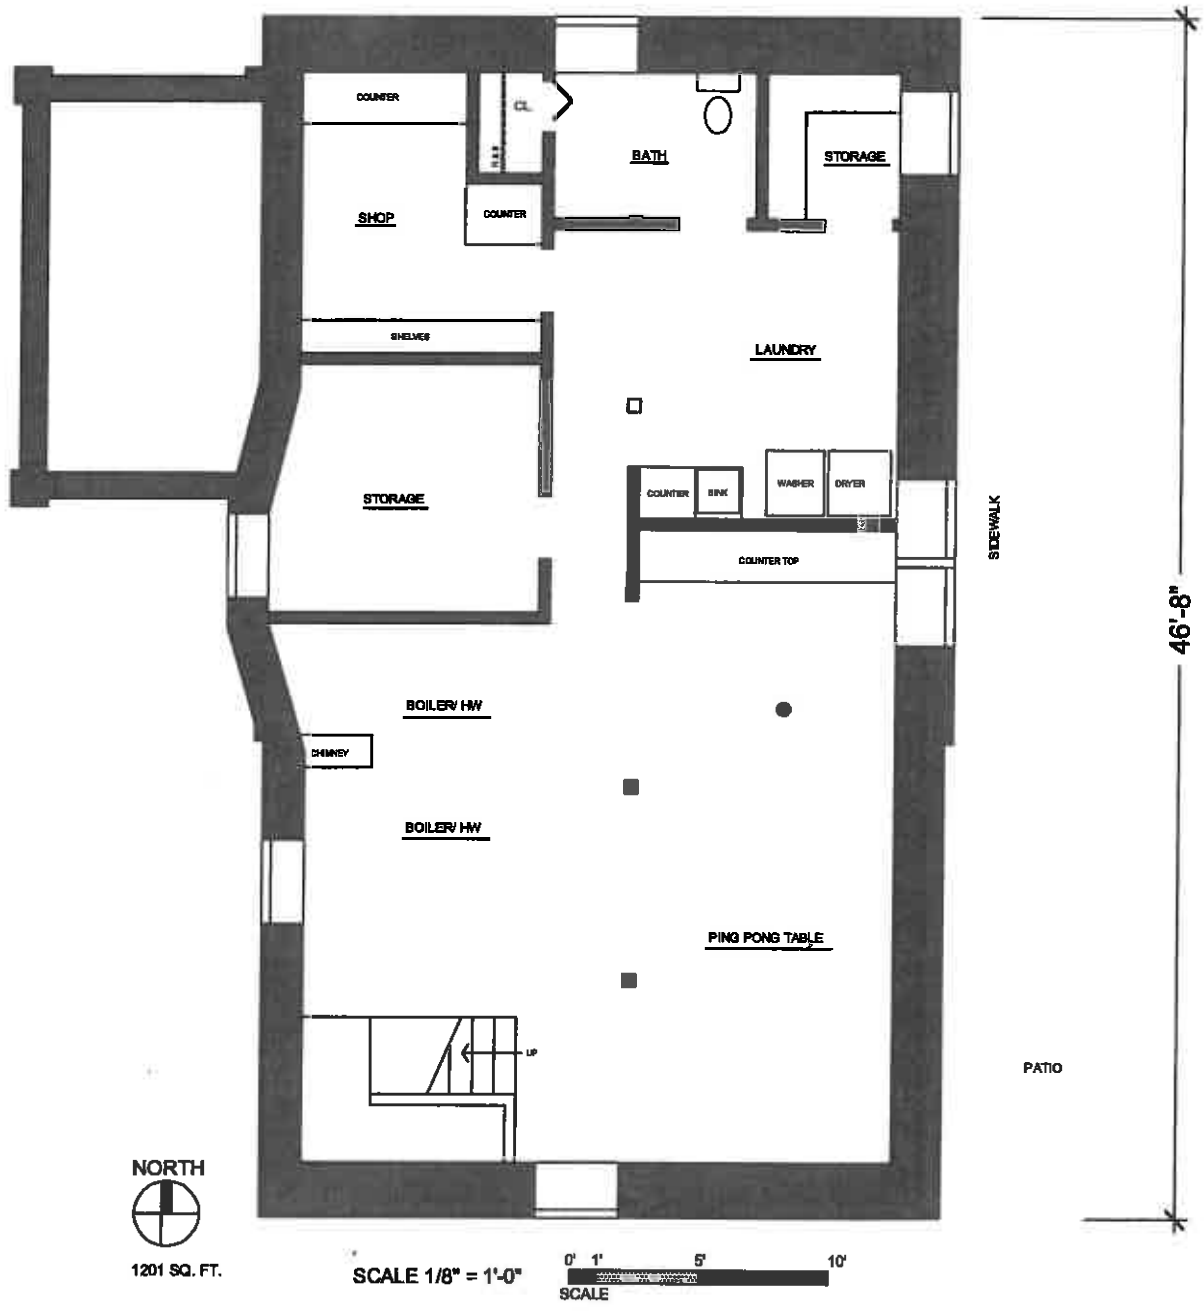 COUNTER
CL.
R & S
BATH
STORAGE
SHOP
COUNTER
SHELVES
LAUNDRY
STORAGE
COUNTER
SINK
WASHER
DRYER
SIDEWALK
COUNTER TOP
46'-8"
BOILER/ HW
CHIMNEY
BOILER/ HW
PING PONG TABLE
UP
PATIO
NORTH
1201 SQ. FT.
SCALE 1/8" = 1'-0"
0' 1' 5' 10'
SCALE